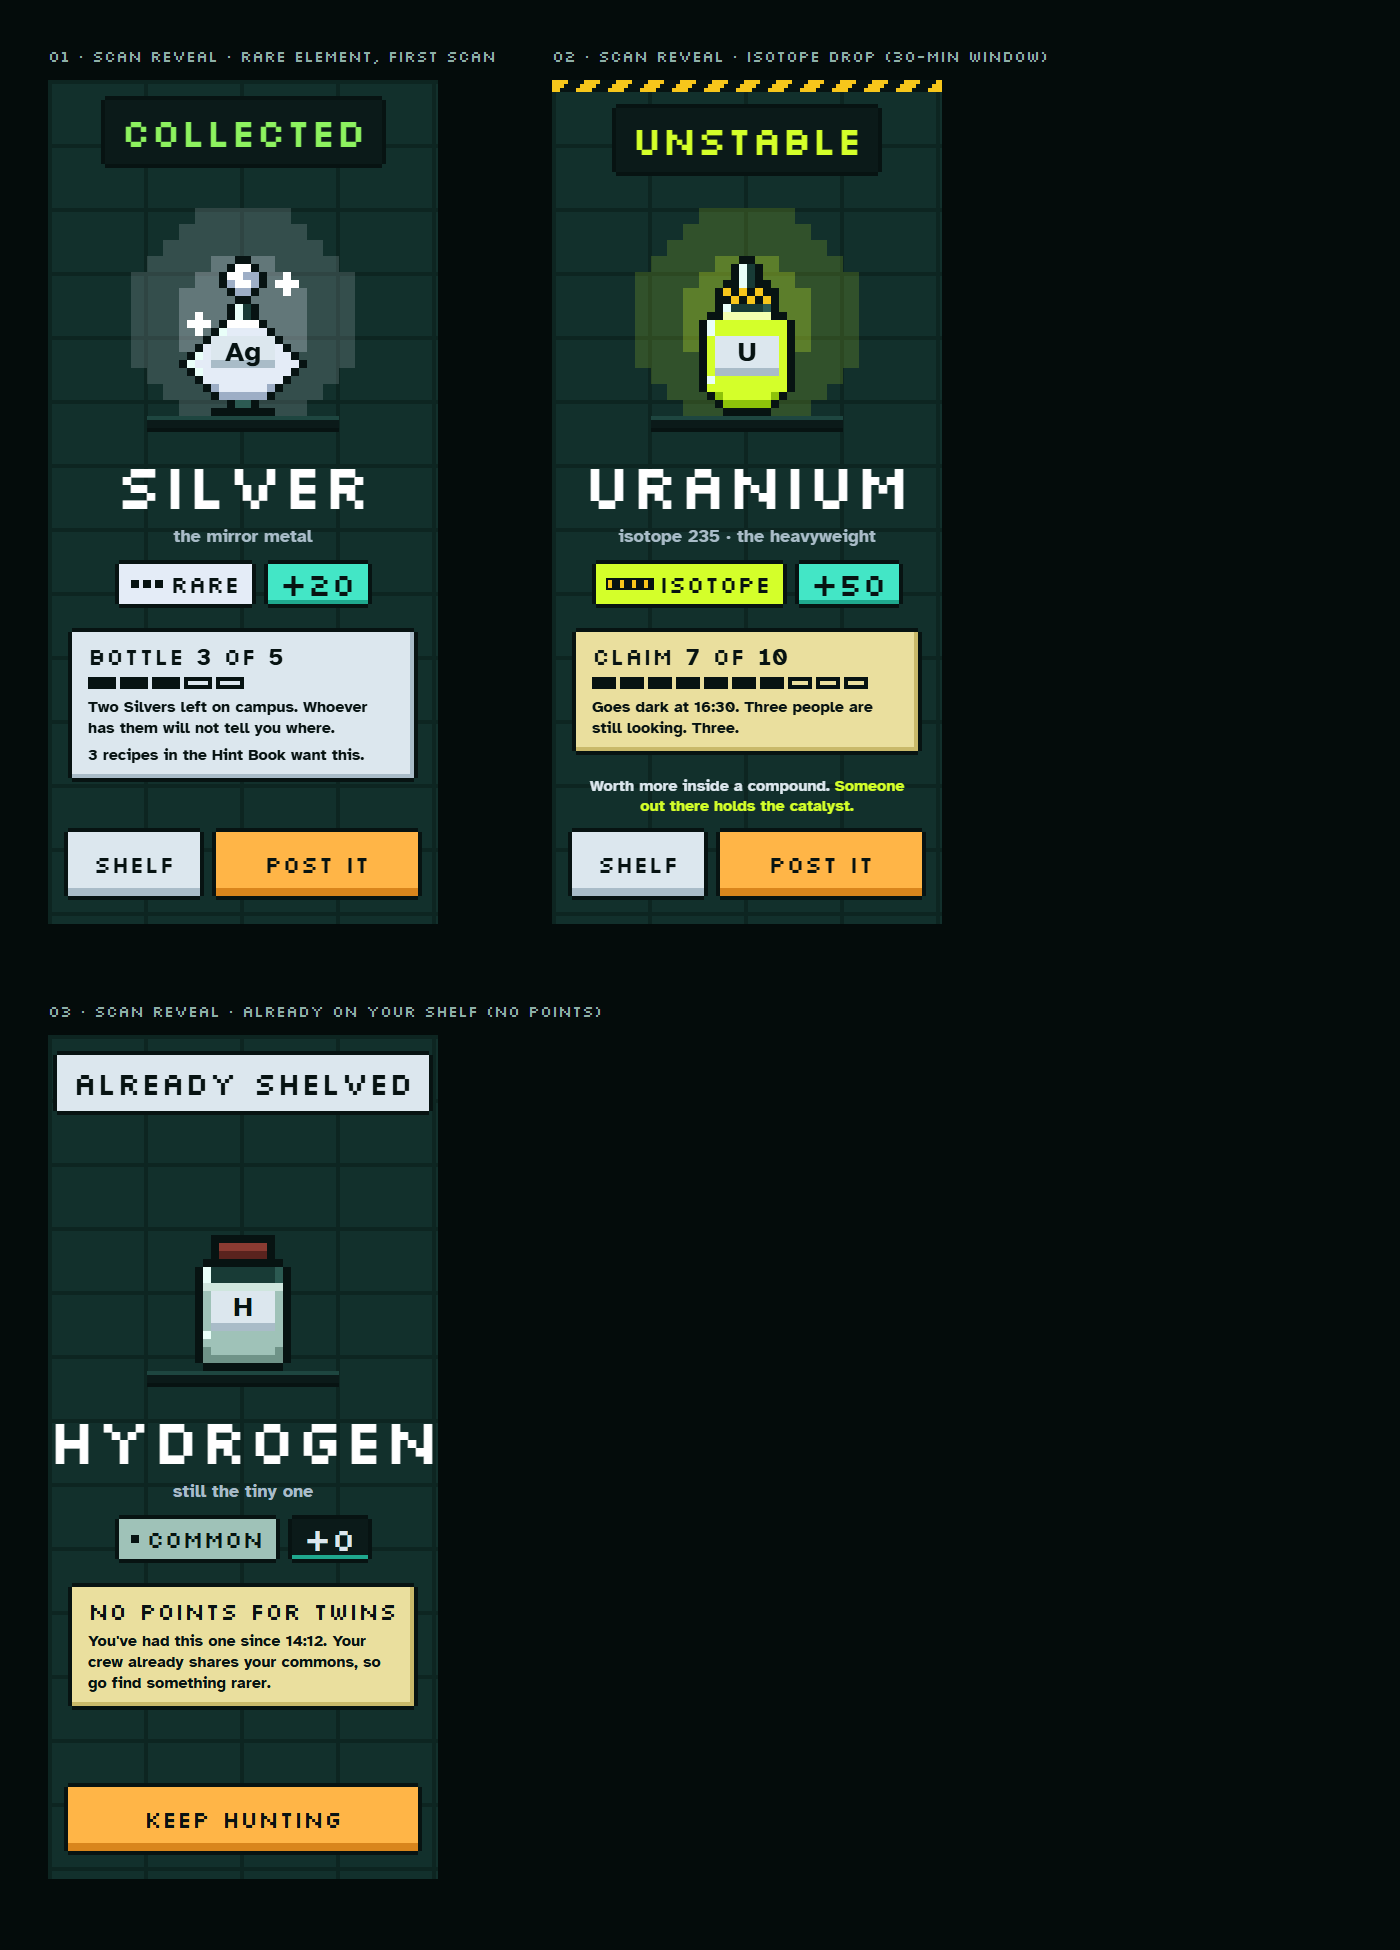 01 · SCAN REVEAL · RARE ELEMENT, FIRST SCAN
COLLECTED
Ag
SILVER
the mirror metal
RARE
+20
BOTTLE 3 OF 5
Two Silvers left on campus. Whoever
has them will not tell you where.
3 recipes in the Hint Book want this.
SHELF
POST IT
02 · SCAN REVEAL · ISOTOPE DROP (30-MIN WINDOW)
UNSTABLE
U
URANIUM
isotope 235 · the heavyweight
ISOTOPE
+50
CLAIM 7 OF 10
Goes dark at 16:30. Three people are
still looking. Three.
Worth more inside a compound. Someone
out there holds the catalyst.
SHELF
POST IT
03 · SCAN REVEAL · ALREADY ON YOUR SHELF (NO POINTS)
ALREADY SHELVED
H
HYDROGEN
still the tiny one
COMMON
+0
NO POINTS FOR TWINS
You've had this one since 14:12. Your
crew already shares your commons, so
go find something rarer.
KEEP HUNTING